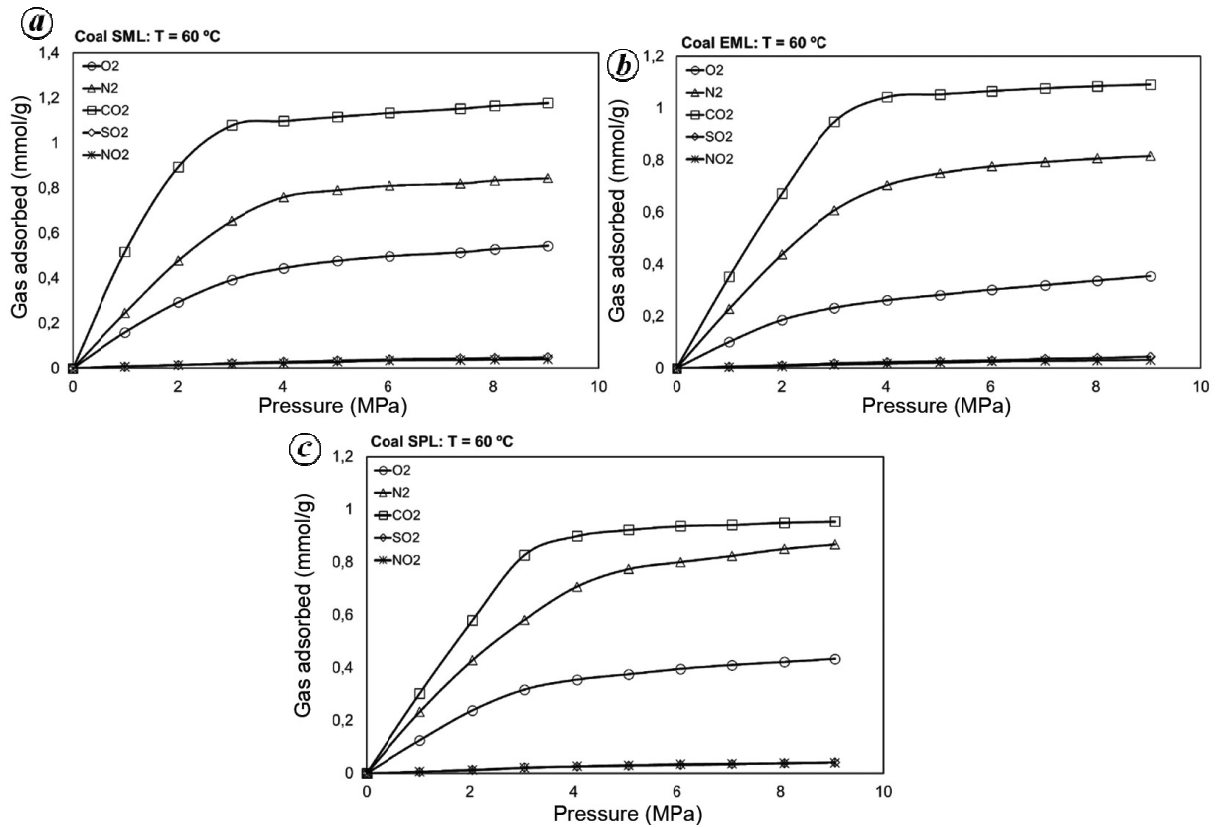 a
Coal SML: T = 60 ºC
1,4
1,2
1
0,8
0,6
0,4
0,2
0
O2
N2
CO2
SO2
NO2
Gas adsorbed (mmol/g)
0 2 4 6 8 10
Pressure (MPa)
b
Coal EML: T = 60 ºC
1,2
1
0,8
0,6
0,4
0,2
0
O2
N2
CO2
SO2
NO2
Gas adsorbed (mmol/g)
0 2 4 6 8 10
Pressure (MPa)
c
Coal SPL: T = 60 ºC
1,2
1
0,8
0,6
0,4
0,2
0
O2
N2
CO2
SO2
NO2
Gas adsorbed (mmol/g)
0 2 4 6 8 10
Pressure (MPa)